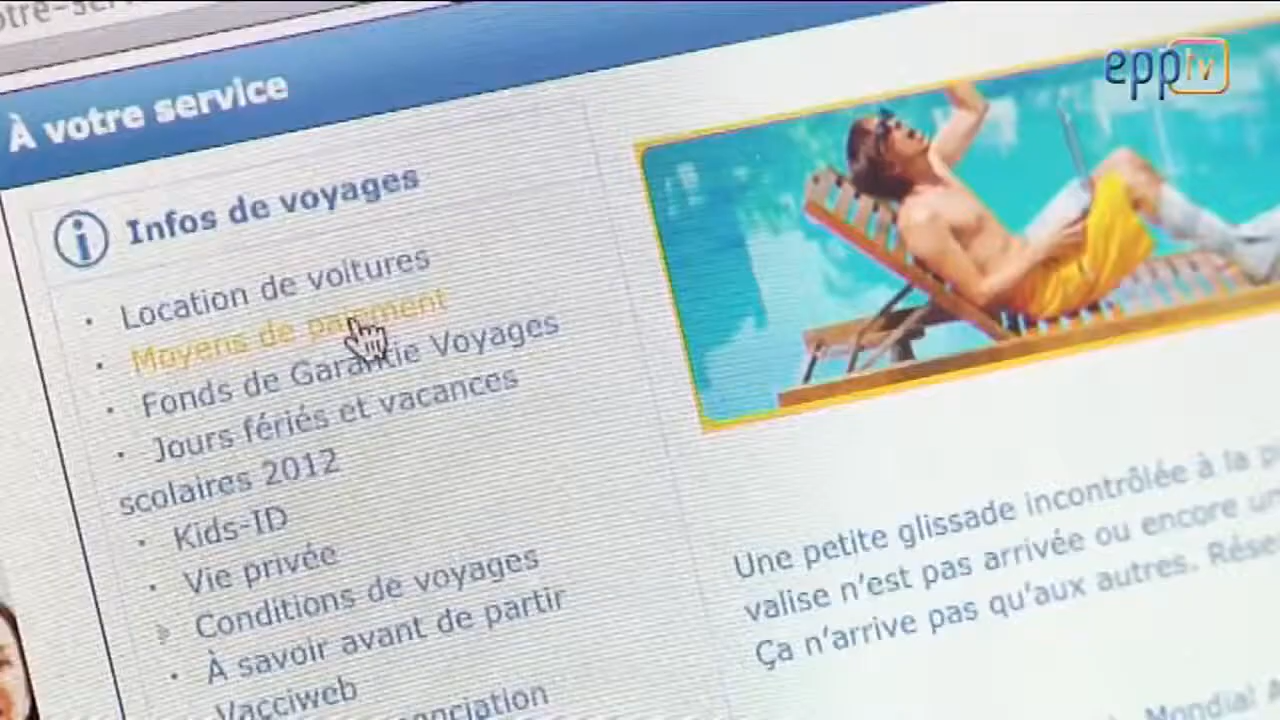 epptv
À votre service
Infos de voyages
Location de voitures
Moyens de paiement
Fonds de Garantie Voyages
Jours fériés et vacances
scolaires 2012
Kids-ID
Vie privée
Conditions de voyages
À savoir avant de partir
Vacciweb
Une petite glissade incontrôlée à la
valise n'est pas arrivée ou encore
Ça n'arrive pas qu'aux autres.
Mondial